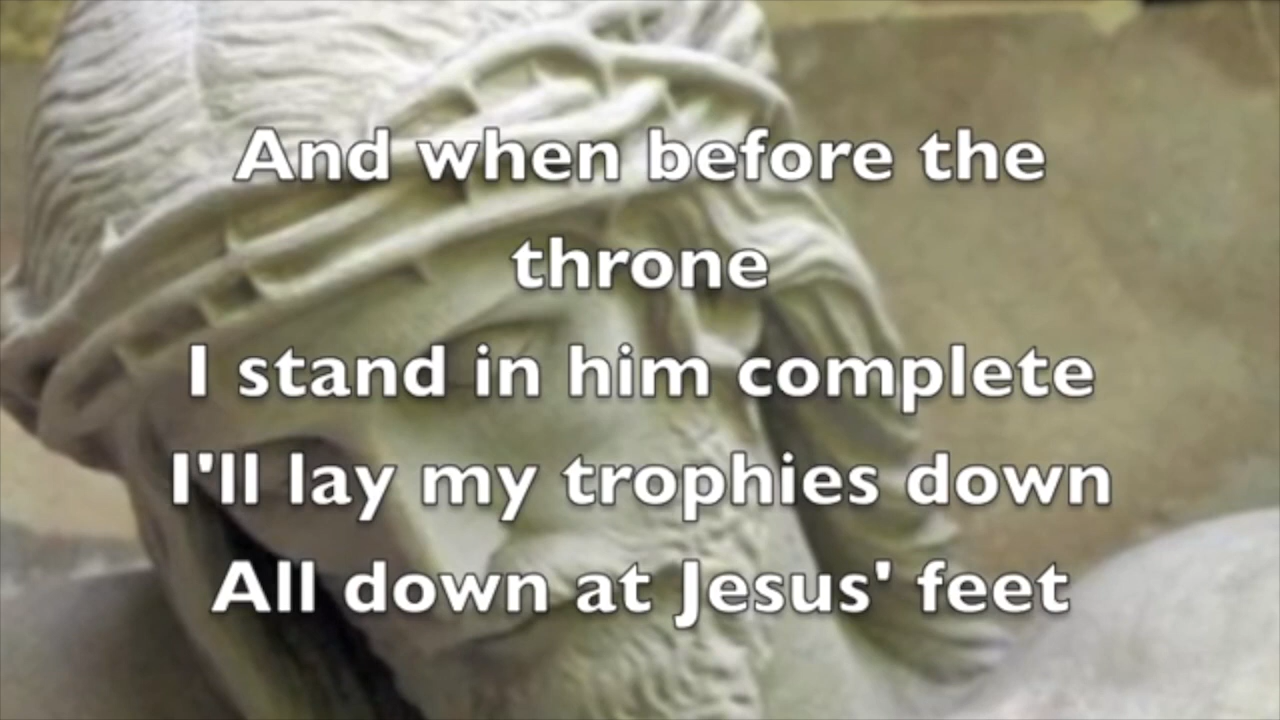 And when before the
throne
I stand in him complete
I'll lay my trophies down
All down at Jesus' feet